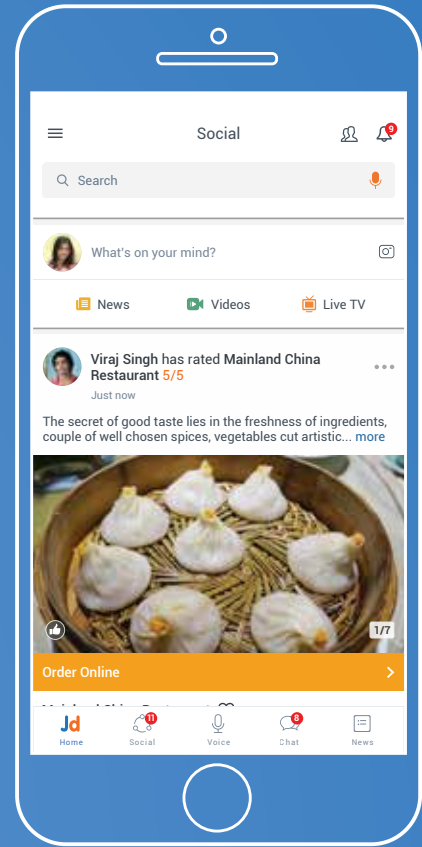 Social
9
Search
What's on your mind?
News Videos Live TV
Viraj Singh has rated Mainland China
Restaurant 5/5
Just now
The secret of good taste lies in the freshness of ingredients,
couple of well chosen spices, vegetables cut artistic... more
1/7
Order Online
Jd 11 8
Home Social Voice Chat News